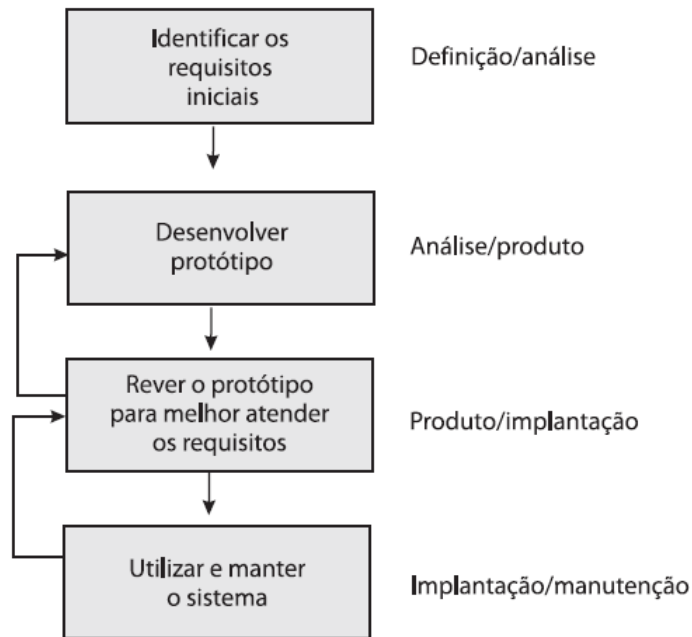 Identificar os
requisitos
iniciais
Definição/análise
Desenvolver
protótipo
Análise/produto
Rever o protótipo
para melhor atender
os requisitos
Produto/implantação
Utilizar e manter
o sistema
Implantação/manutenção